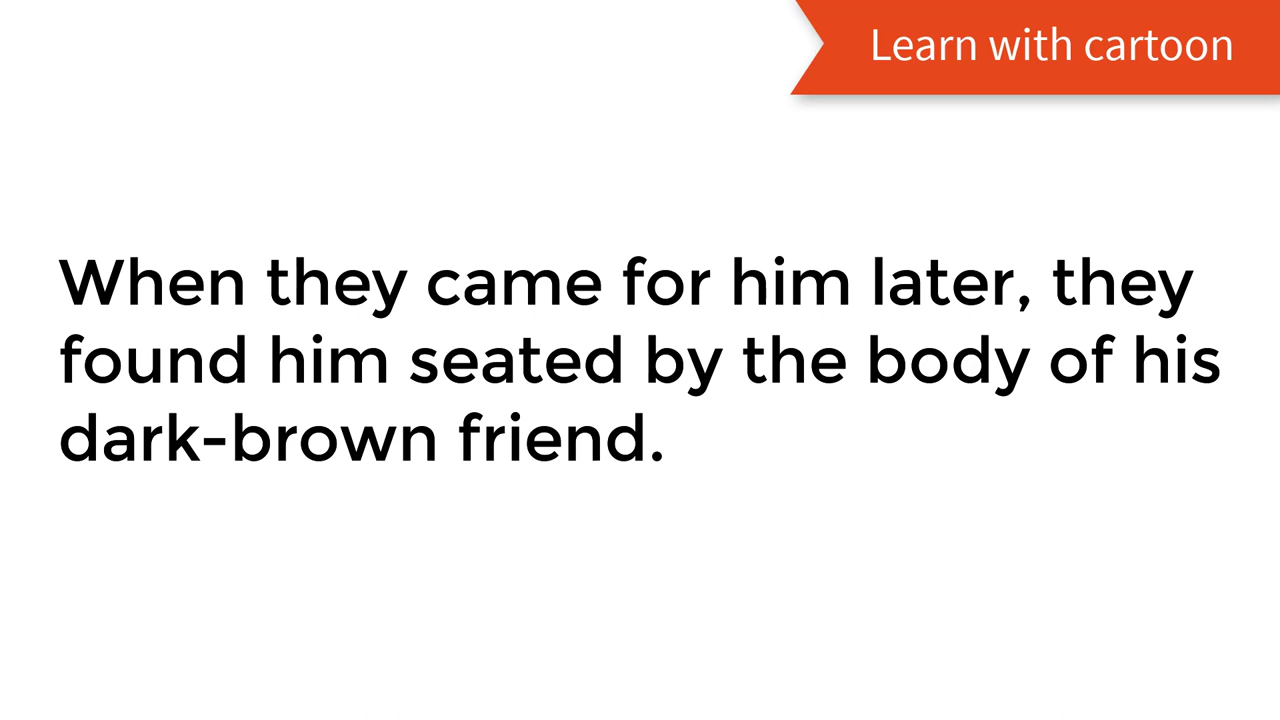 Learn with cartoon
When they came for him later, they
found him seated by the body of his
dark-brown friend.